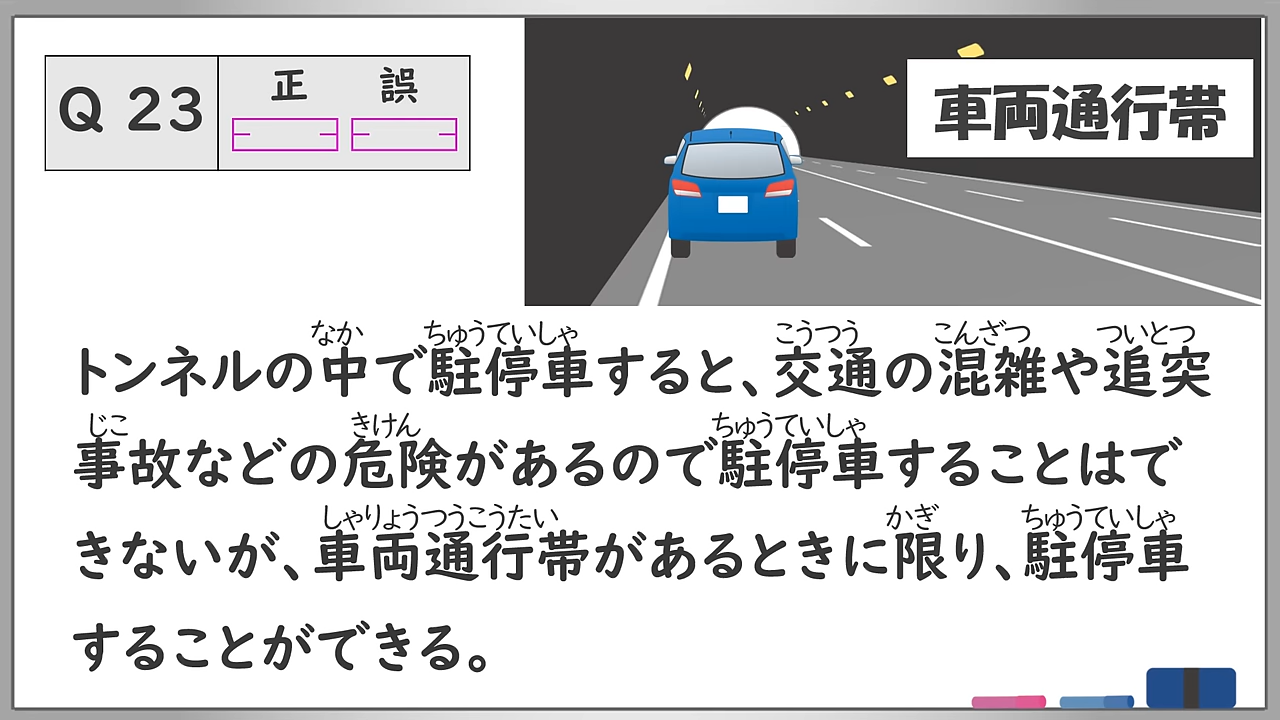 Q 23
正 誤
車両通行帯
なか ちゅうていしゃ こうつう こんざつ ついとつ
トンネルの中で駐停車すると、交通の混雑や追突
じこ きけん ちゅうていしゃ
事故などの危険があるので駐停車することはで
しゃりょうつうこうたい かぎ ちゅうていしゃ
きないが、車両通行帯があるときに限り、駐停車
することができる。